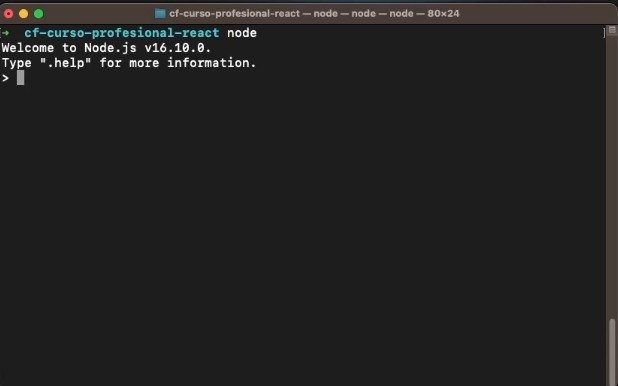 cf-curso-profesional-react — node — node — node — 80×24
➜ cf-curso-profesional-react node
Welcome to Node.js v16.10.0.
Type ".help" for more information.
>